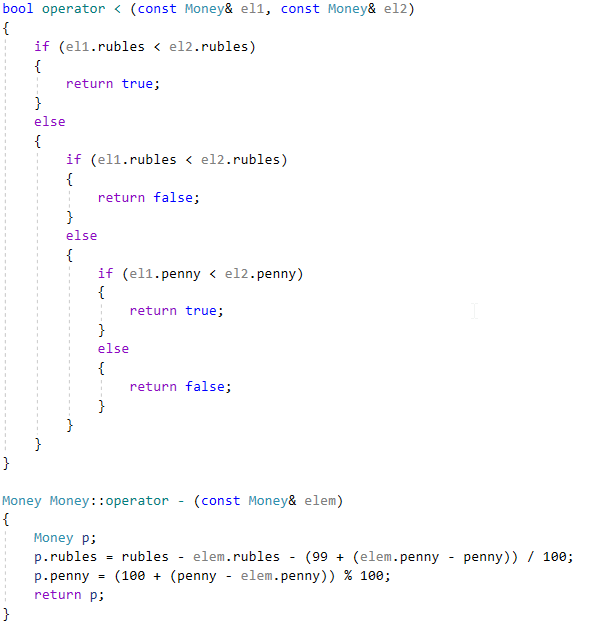 bool operator < (const Money& el1, const Money& el2)
{
    if (el1.rubles < el2.rubles)
    {
        return true;
    }
    else
    {
        if (el1.rubles < el2.rubles)
        {
            return false;
        }
        else
        {
            if (el1.penny < el2.penny)
            {
                return true;
            }
            else
            {
                return false;
            }
        }
    }
}

Money Money::operator - (const Money& elem)
{
    Money p;
    p.rubles = rubles - elem.rubles - (99 + (elem.penny - penny)) / 100;
    p.penny = (100 + (penny - elem.penny)) % 100;
    return p;
}